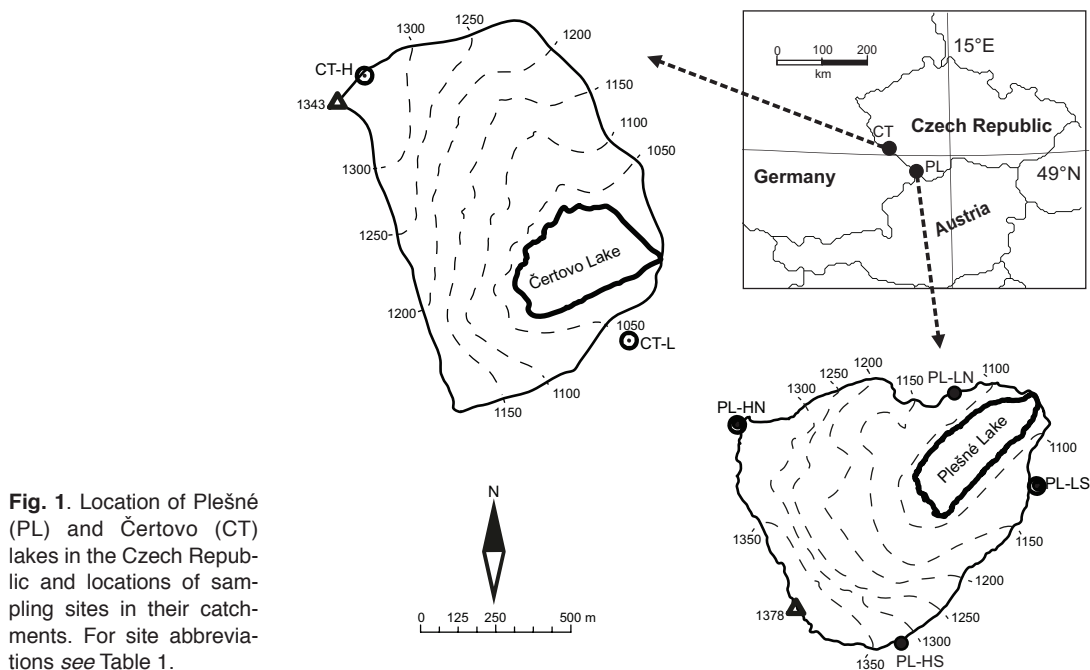 1300
1250
1200
CT-H
1343
1150
1100
1050
1300
1250
1200
Čertovo Lake
1050
CT-L
1100
1150
0 100 200
km
15°E
CT
Czech Republic
PL
49°N
Germany
Austria
1200
1250
1300
1150
PL-LN
1100
PL-HN
Plešné Lake
1100
PL-LS
1350
1150
1200
1378
1250
1300
1350
PL-HS
N
0 125 250 500 m
Fig. 1. Location of Plešné
(PL) and Čertovo (CT)
lakes in the Czech Repub-
lic and locations of sam-
pling sites in their catch-
ments. For site abbrevia-
tions see Table 1.